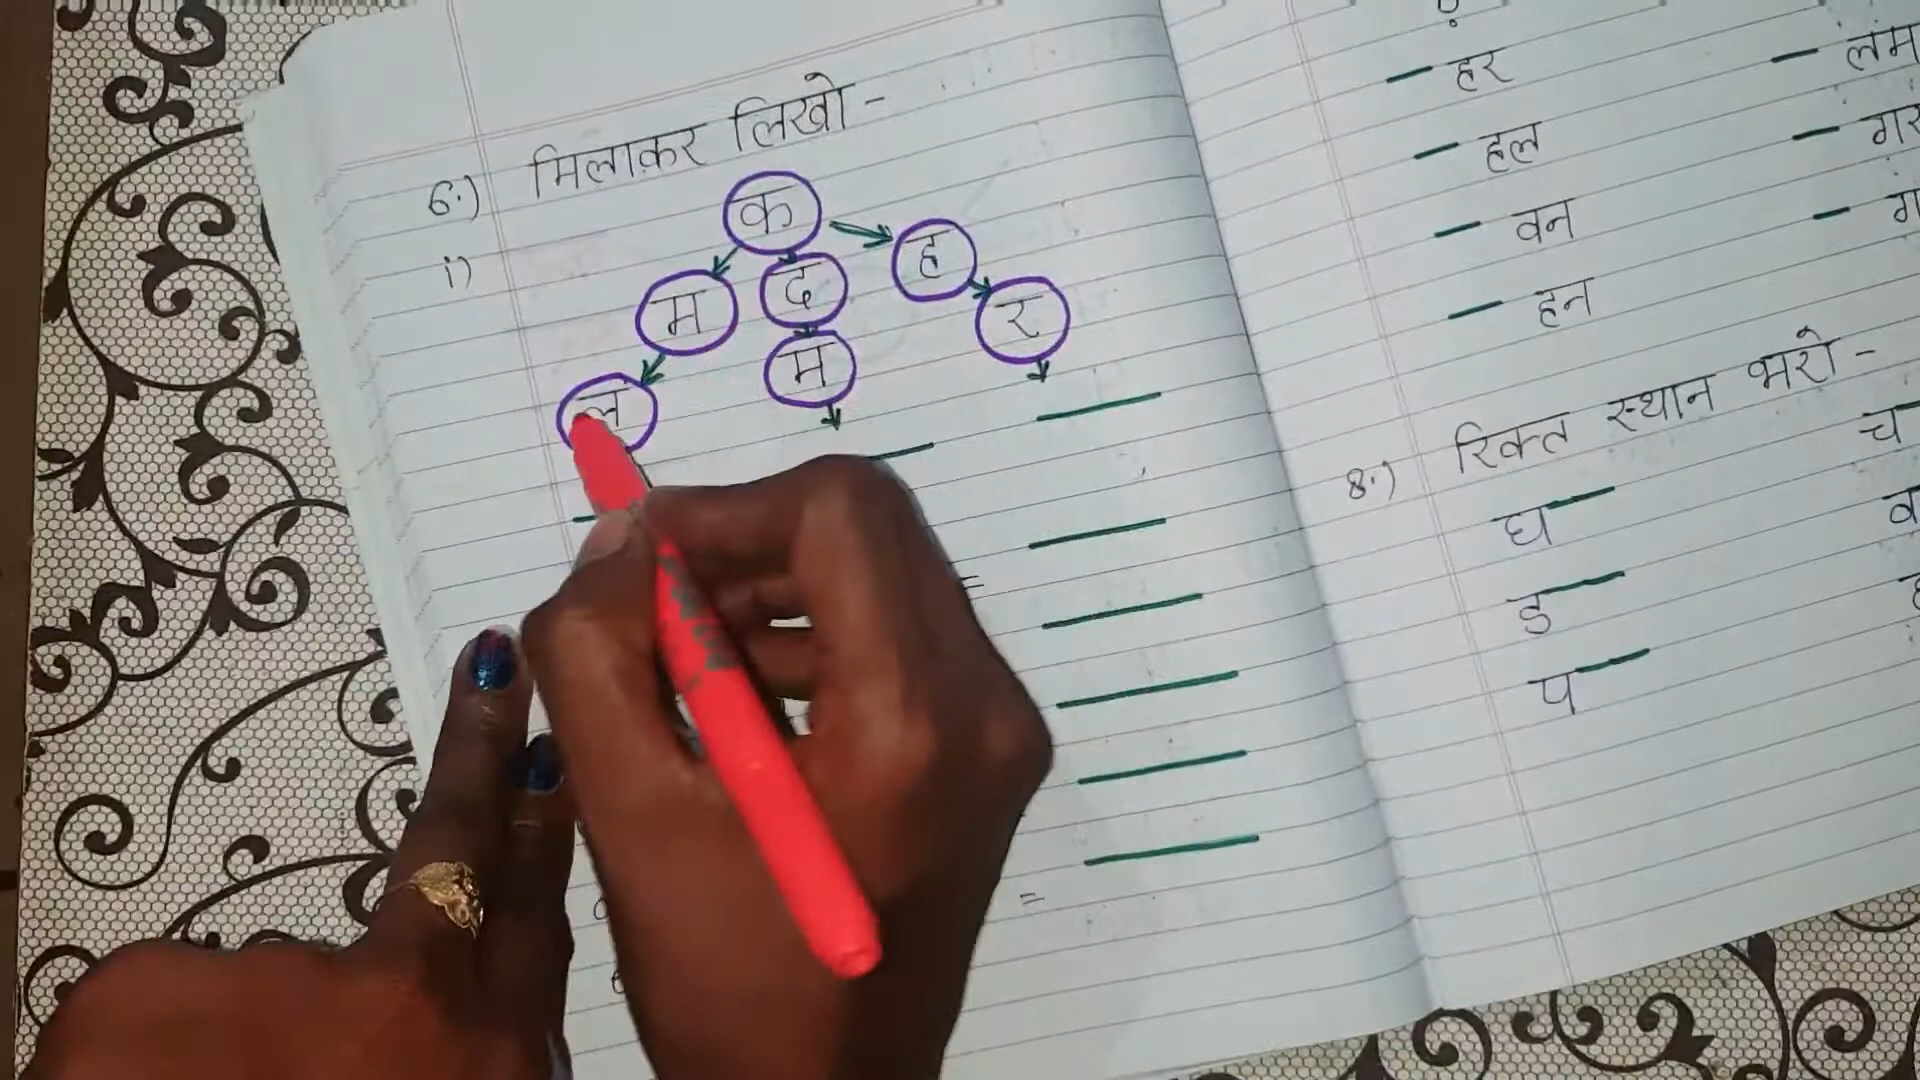 6.) मिलाकर लिखो -
i)
क
म द ह
ल म र
=
=
हर
हल
वन
हन
8.) रिक्त स्थान भरो -
घ
ड
प
च